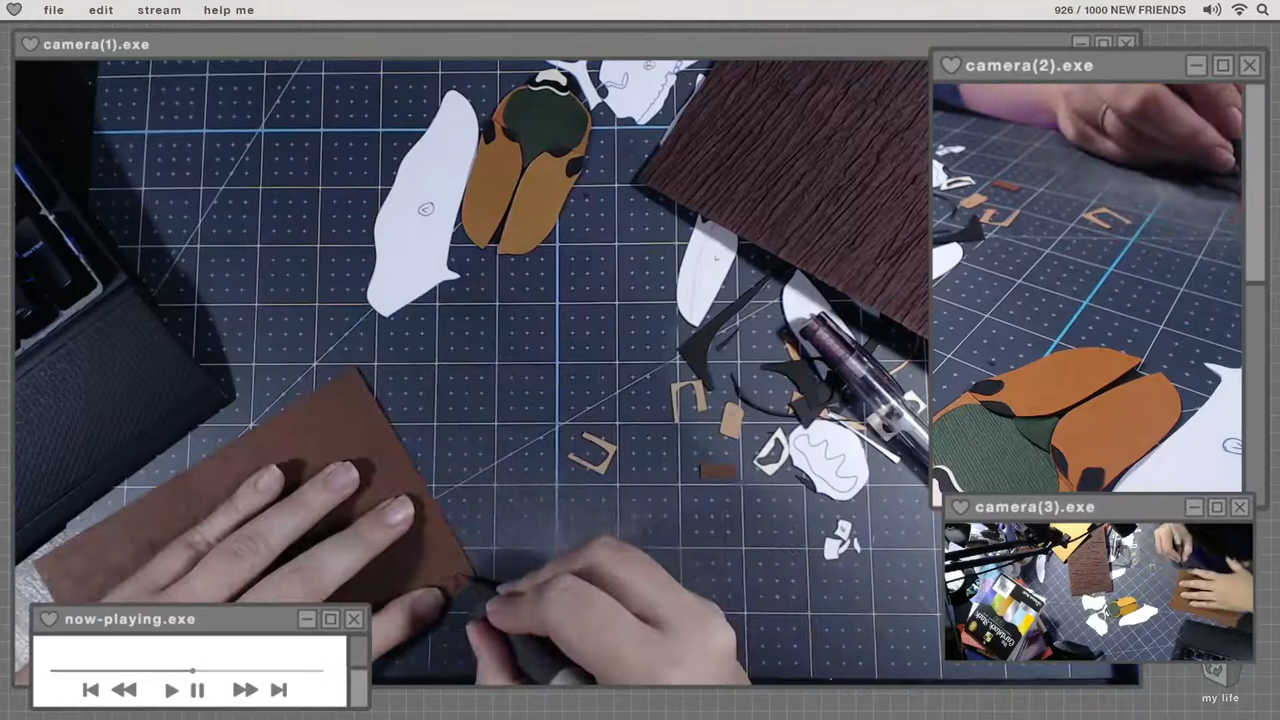 file edit stream help me
926 / 1000 NEW FRIENDS
camera(1).exe
camera(2).exe
camera(3).exe
now-playing.exe
my life